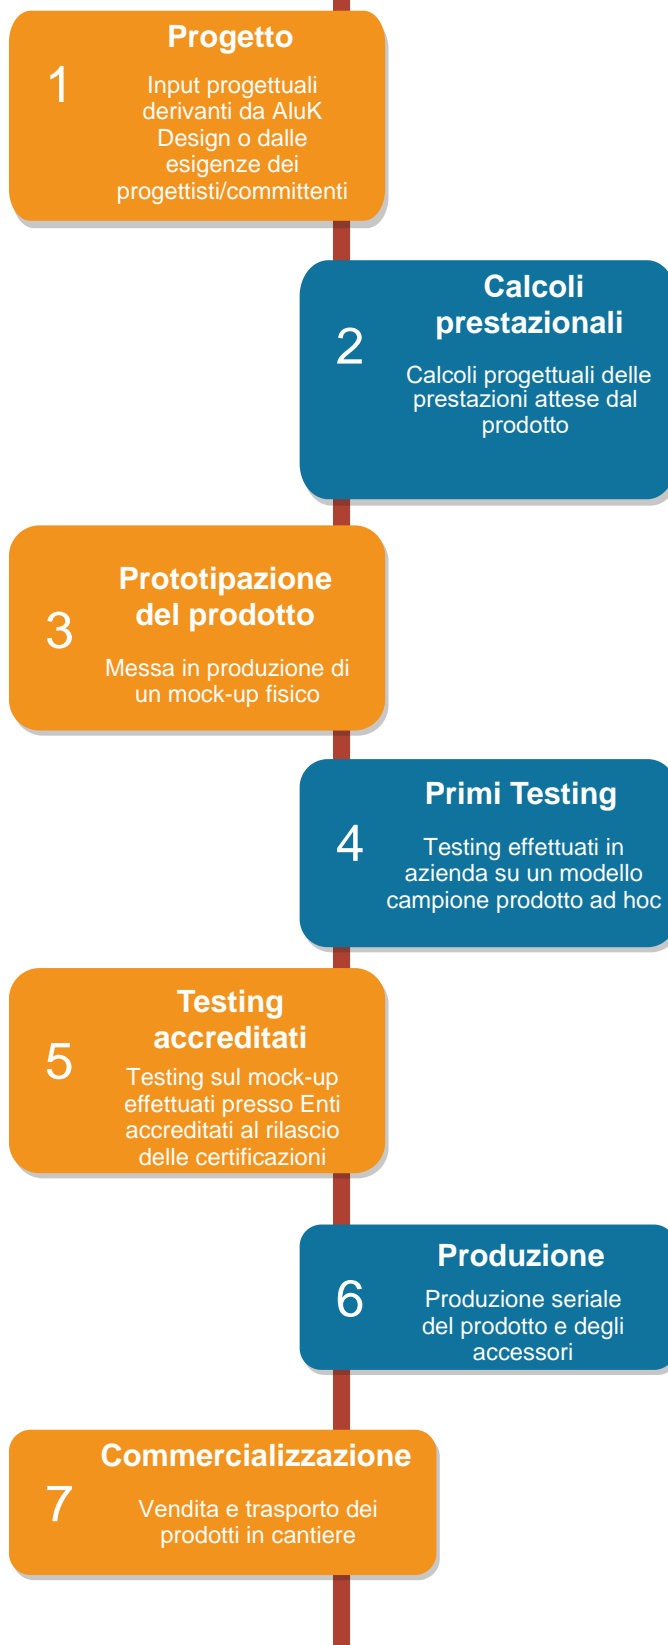 Progetto
1
Input progettuali
derivanti da AluK
Design o dalle
esigenze dei
progettisti/committenti
Calcoli
prestazionali
2
Calcoli progettuali delle
prestazioni attese dal
prodotto
Prototipazione
del prodotto
3
Messa in produzione di
un mock-up fisico
Primi Testing
4
Testing effettuati in
azienda su un modello
campione prodotto ad hoc
Testing
accreditati
5
Testing sul mock-up
effettuati presso Enti
accreditati al rilascio
delle certificazioni
Produzione
6
Produzione seriale
del prodotto e degli
accessori
Commercializzazione
7
Vendita e trasporto dei
prodotti in cantiere